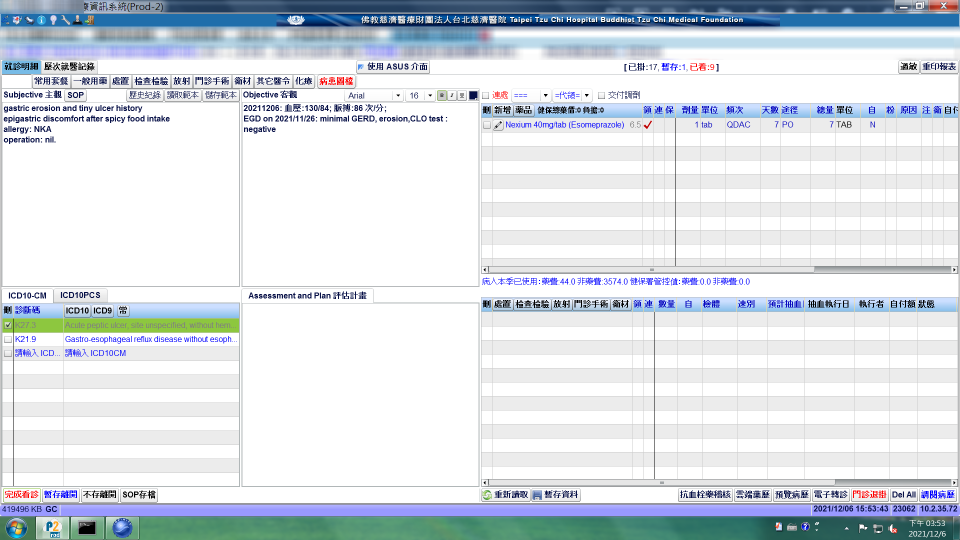 資訊系統(Prod-2)
佛教慈濟醫療財團法人台北慈濟醫院 Taipei Tzu Chi Hospital Buddhist Tzu Chi Medical Foundation
就診明細 歷次就醫記錄
使用 ASUS 介面
[已掛:17, 暫存:1, 已看:9 ]
過敏 重印報表
常用套餐 一般用藥 處置 檢查檢驗 放射 門診手術 衛材 其它醫令 化療 病患圖檔
Subjective 主觀 SOP 歷史紀錄 讀取範本 儲存範本
gastric erosion and tiny ulcer history
epigastric discomfort after spicy food intake
allergy: NKA
operation: nil.
Objective 客觀 Arial 16
20211206: 血壓:130/84; 脈搏:86 次/分;
EGD on 2021/11/26: minimal GERD, erosion,CLO test :
negative
連處 === =代碼= 交付調劑
刪 新增 藥品 健保總藥價:0 時價:0 領 連 保 劑量 單位 頻次 天數 途徑 總量 單位 自 粉 原因 注 衛 自付
Nexium 40mg/tab (Esomeprazole) 6.5 1 tab QDAC 7 PO 7 TAB N
病人本季已使用: 藥費:44.0 非藥費:3574.0 健保署管控值: 藥費:0.0 非藥費:0.0
ICD10-CM ICD10PCS
刪 診斷碼 ICD10 ICD9 常
K27.3 Acute peptic ulcer, site unspecified, without hem...
K21.9 Gastro-esophageal reflux disease without esoph...
請輸入 ICD... 請輸入 ICD10CM
Assessment and Plan 評估計畫
刪 處置 檢查檢驗 放射 門診手術 衛材 領 連 數量 自 檢體 速別 預計抽血 抽血執行日 執行者 自付額 狀態
完成看診 暫存離開 不存離開 SOP存檔
重新讀取 暫存資料
抗血栓藥稽核 雲端藥歷 預覽病歷 電子轉診 門診退掛 Del All 調閱病歷
419496 KB GC
2021/12/06 15:53:43 23062 10.2.35.72
下午 03:53
2021/12/6